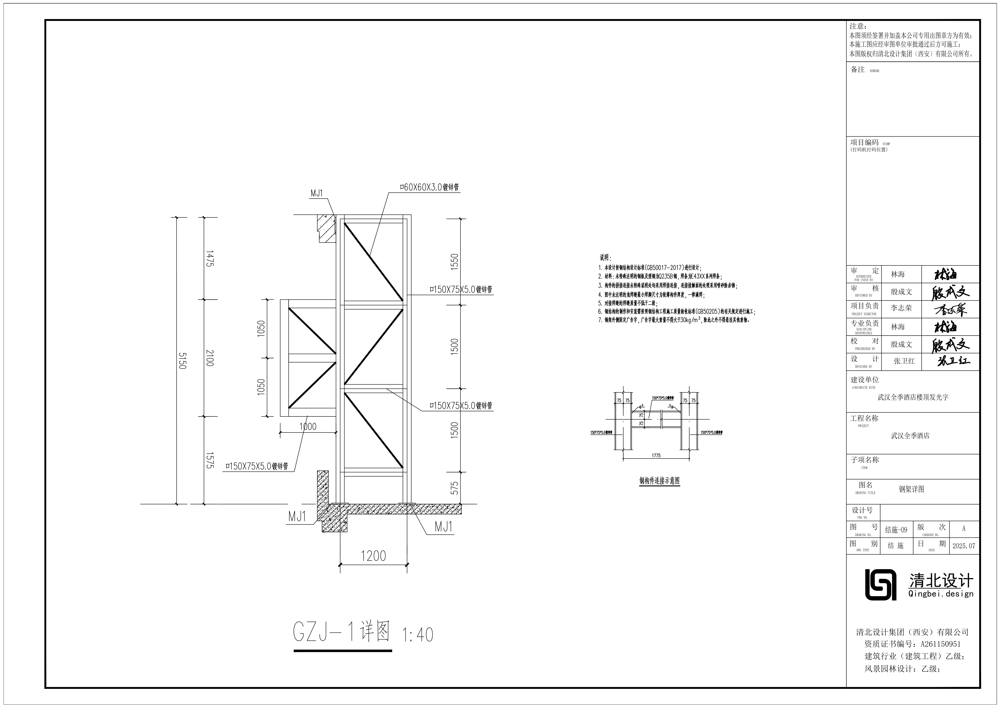 MJ1
□60X60X3.0镀锌管
1475
2100
1575
5150
1050
1050
1000
□150X75X5.0镀锌管
1550
1500
1500
575
□150X75X5.0镀锌管
□150X75X5.0镀锌管
MJ1
MJ1
1200
GZJ-1详图 1:40
说明:
1. 本设计按钢结构设计标准(GB50017-2017)进行设计;
2. 材料: 未特殊注明的钢板及型钢为Q235B钢, 焊条为E43XX系列焊条;
3. 构件的拼接连接未特殊说明处均采用焊接连接, 连接接触面的处理采用喷砂除赤锈;
4. 图中未注明的角焊缝最小焊脚尺寸为较薄构件厚度, 一律满焊;
5. 对接焊缝的焊缝质量不低于二级;
6. 钢结构的制作和安装需按照钢结构工程施工质量验收标准(GB50205)的有关规定进行施工;
7. 钢架外侧固定广告字, 广告字最大重量不得大于30kg/m², 除此之外不得悬挂其他重物。
75 75
150*75*5.0镀锌管
75 75
5
5
75
75
150*75*5.0镀锌管
150*75*5.0镀锌管
1775
钢构件连接示意图
注意:
本图须经签署并加盖本公司专用出图章方为有效;
本施工图应经审图单位审批通过后方可施工;
本图版权归清北设计集团（西安）有限公司所有。
备注 REMARK
项目编码 STAMP
(打码机打码位置)
审 定 林海 林海
AUTHORIZED
FOR ISSUE BY
审 核 殷成文 殷成文
REVIEWED BY
项目负责 李志荣 李志荣
PROJECT DIRECTOR
专业负责 林海 林海
DISCIPLINE
RESPONSIBLE
校 对 殷成文 殷成文
PRECHECKED BY
设 计 张卫红 张卫红
DESIGNED BY
建设单位
CONSTRUCTE WITH
武汉全季酒店楼顶发光字
工程名称
PROJECT
武汉全季酒店
子项名称
ITEM
图名 钢架详图
DRAWING TITLE
设计号
PRO NO.
图 号 结施-09 版 次 A
DRAWING NO. CHANGED NO.
图 别 结 施 日 期 2025.07
DWG TYPE DATE
清北设计
Qingbei.design
清北设计集团（西安）有限公司
资质证书编号: A261150951
建筑行业（建筑工程）乙级;
风景园林设计: 乙级;